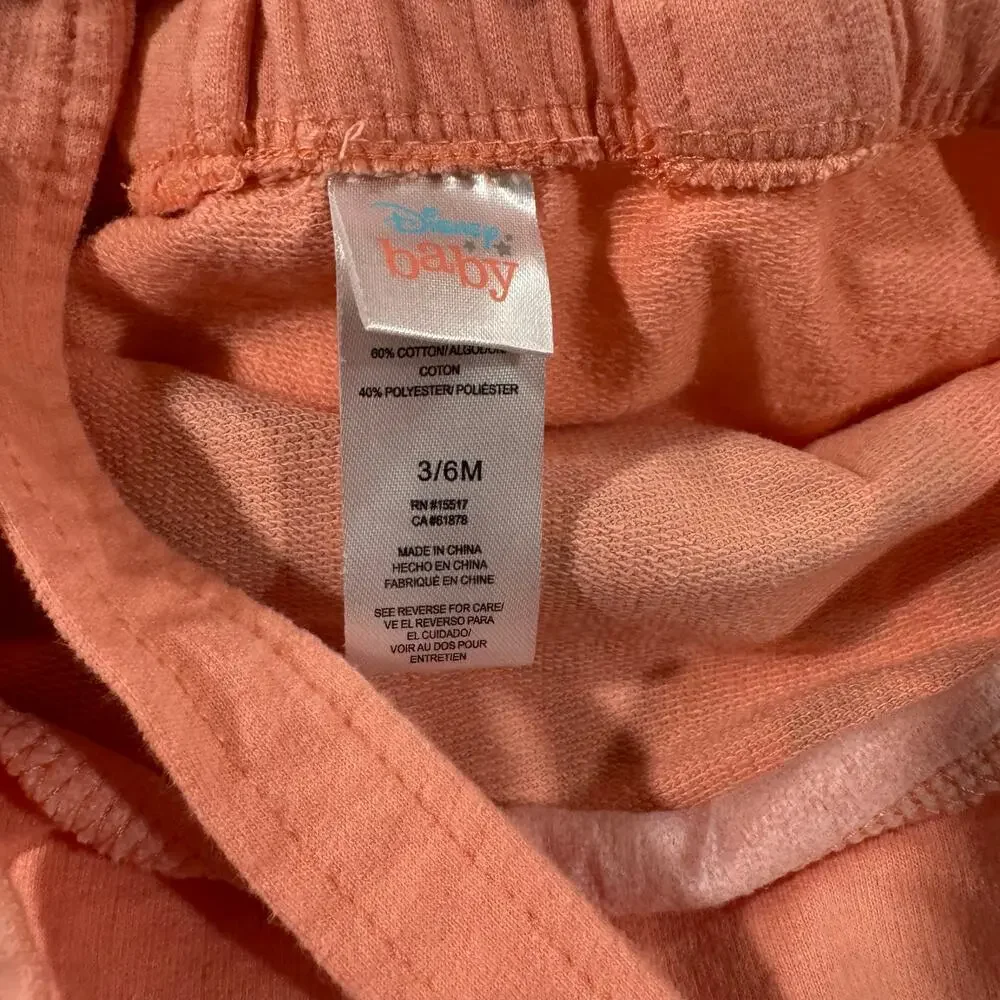 Disney
baby
60% COTTON/ALGODÓN/
COTON
40% POLYESTER/ POLIÉSTER
3/6M
RN #15517
CA #61878
MADE IN CHINA
HECHO EN CHINA
FABRIQUÉ EN CHINE
SEE REVERSE FOR CARE/
VE EL REVERSO PARA
EL CUIDADO/
VOIR AU DOS POUR
ENTRETIEN